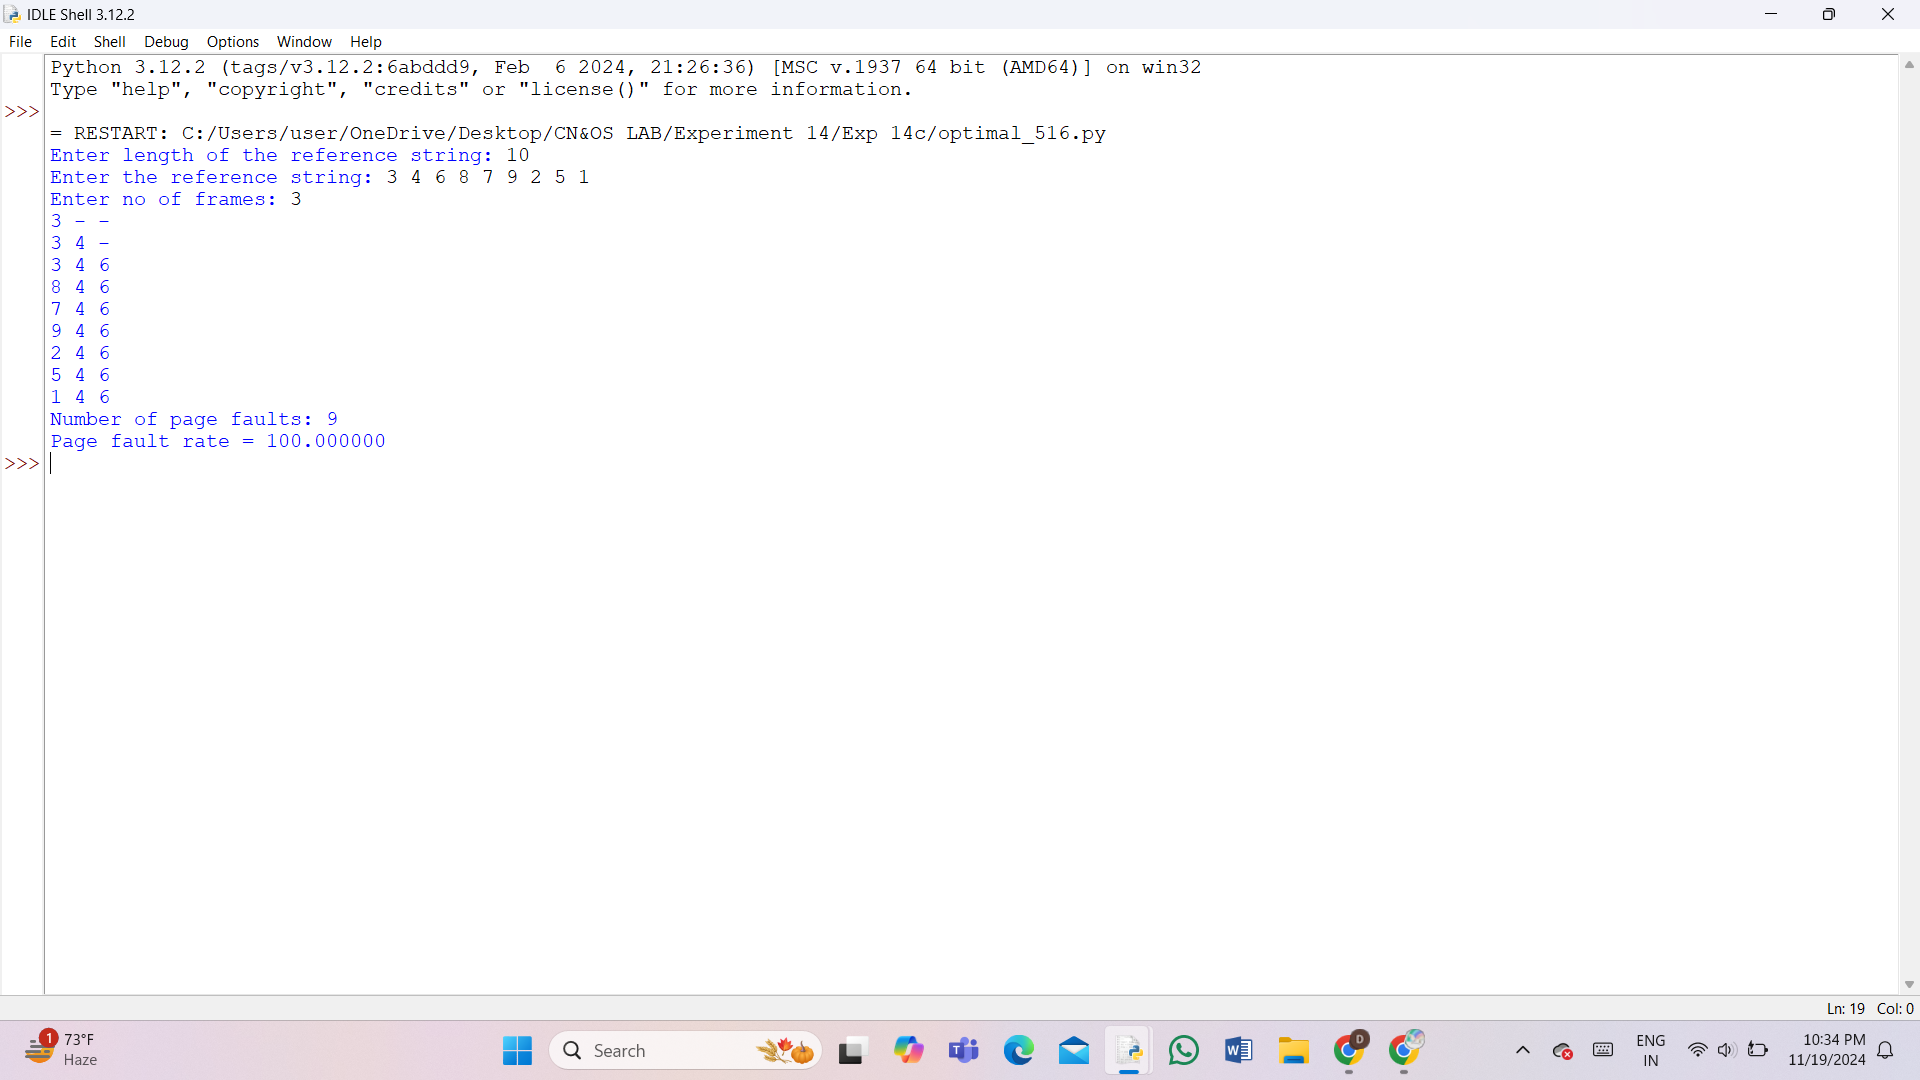 IDLE Shell 3.12.2
File Edit Shell Debug Options Window Help
Python 3.12.2 (tags/v3.12.2:6abddd9, Feb  6 2024, 21:26:36) [MSC v.1937 64 bit (AMD64)] on win32
Type "help", "copyright", "credits" or "license()" for more information.
>>>
= RESTART: C:/Users/user/OneDrive/Desktop/CN&OS LAB/Experiment 14/Exp 14c/optimal_516.py
Enter length of the reference string: 10
Enter the reference string: 3 4 6 8 7 9 2 5 1
Enter no of frames: 3
3 - -
3 4 -
3 4 6
8 4 6
7 4 6
9 4 6
2 4 6
5 4 6
1 4 6
Number of page faults: 9
Page fault rate = 100.000000
>>>
Ln: 19 Col: 0
1
73°F
Haze
Search
T
W
D
ENG
IN
10:34 PM
11/19/2024